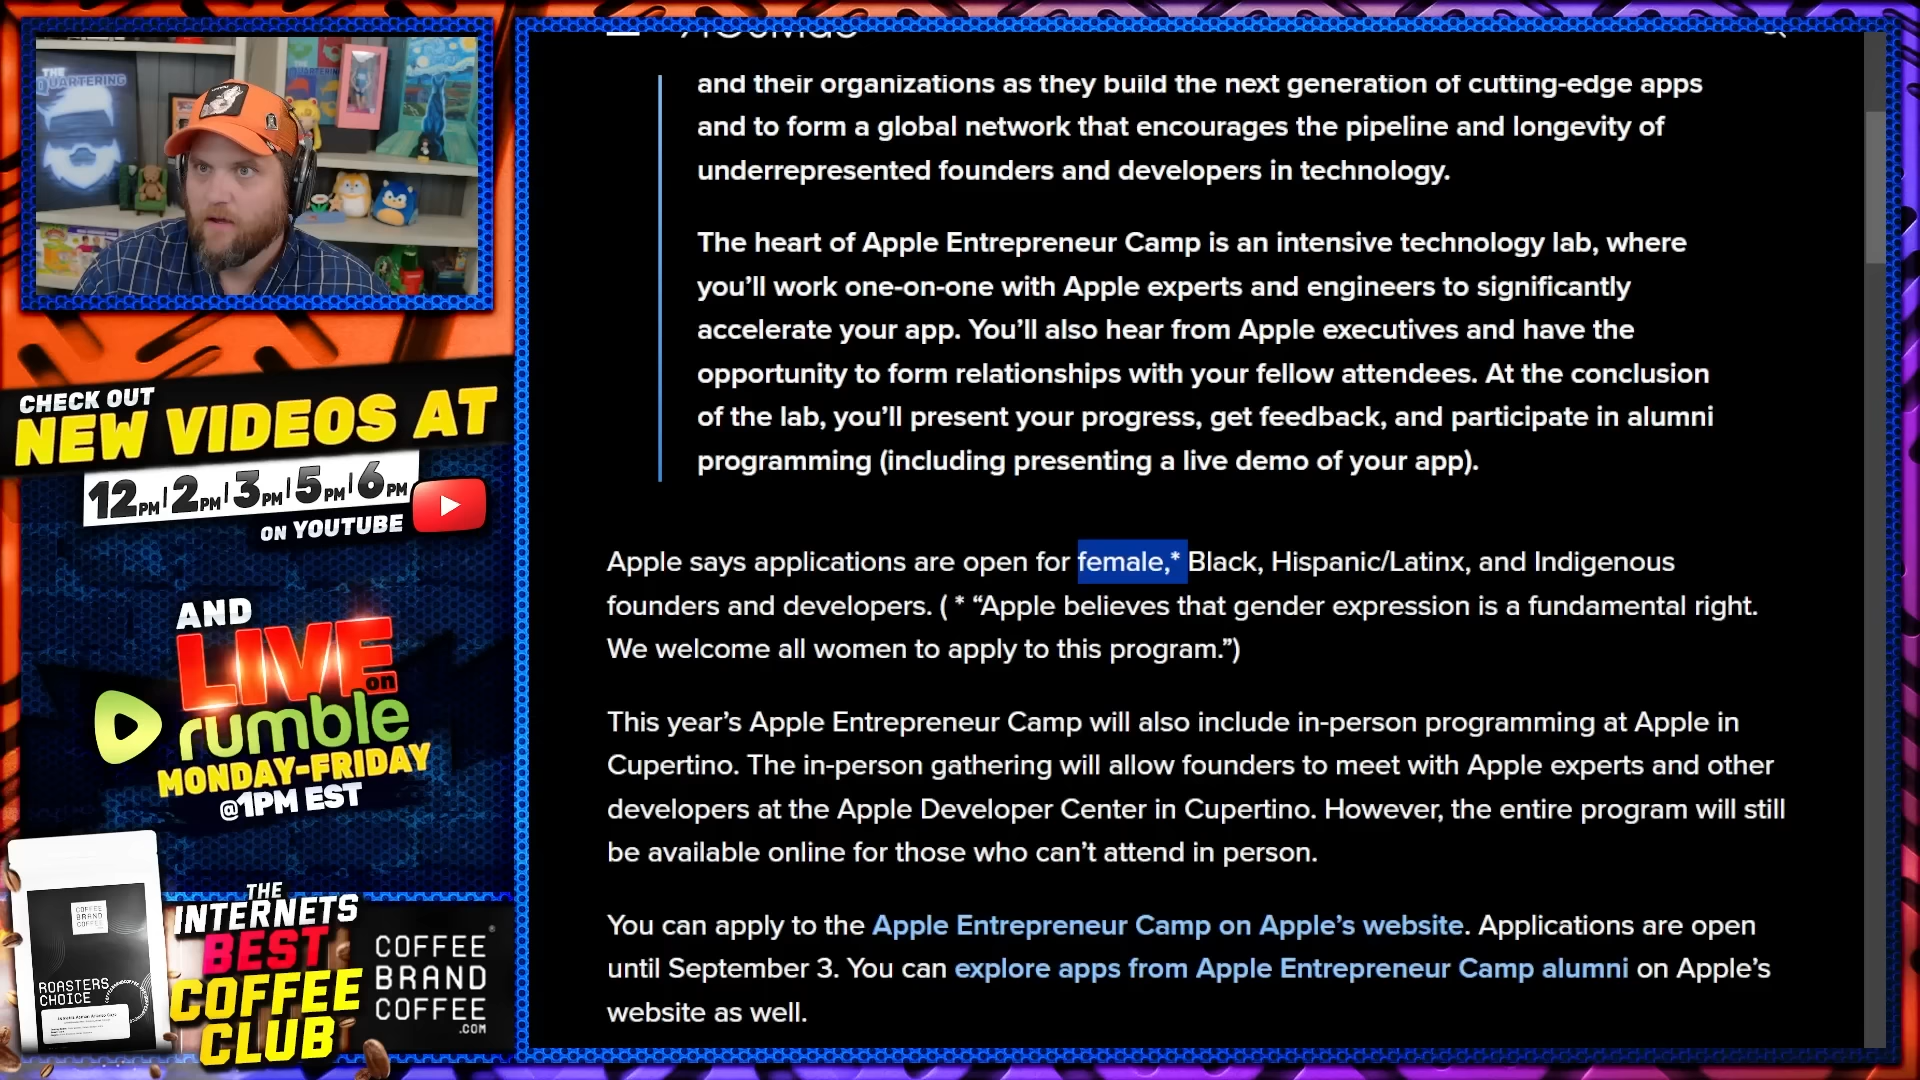 THE
QUARTERING
CHECK OUT
NEW VIDEOS AT
12PM | 2PM | 3PM | 5PM | 6PM
ON YOUTUBE
AND
LIVE
on
rumble
MONDAY-FRIDAY
@1PM EST
THE
INTERNETS
BEST
COFFEE
CLUB
COFFEE
BRAND
COFFEE
.COM
COFFEE
BRAND
COFFEE
ROASTERS
CHOICE
and their organizations as they build the next generation of cutting-edge apps
and to form a global network that encourages the pipeline and longevity of
underrepresented founders and developers in technology.
The heart of Apple Entrepreneur Camp is an intensive technology lab, where
you’ll work one-on-one with Apple experts and engineers to significantly
accelerate your app. You’ll also hear from Apple executives and have the
opportunity to form relationships with your fellow attendees. At the conclusion
of the lab, you’ll present your progress, get feedback, and participate in alumni
programming (including presenting a live demo of your app).
Apple says applications are open for female,* Black, Hispanic/Latinx, and Indigenous
founders and developers. ( * “Apple believes that gender expression is a fundamental right.
We welcome all women to apply to this program.”)
This year’s Apple Entrepreneur Camp will also include in-person programming at Apple in
Cupertino. The in-person gathering will allow founders to meet with Apple experts and other
developers at the Apple Developer Center in Cupertino. However, the entire program will still
be available online for those who can’t attend in person.
You can apply to the Apple Entrepreneur Camp on Apple’s website. Applications are open
until September 3. You can explore apps from Apple Entrepreneur Camp alumni on Apple’s
website as well.